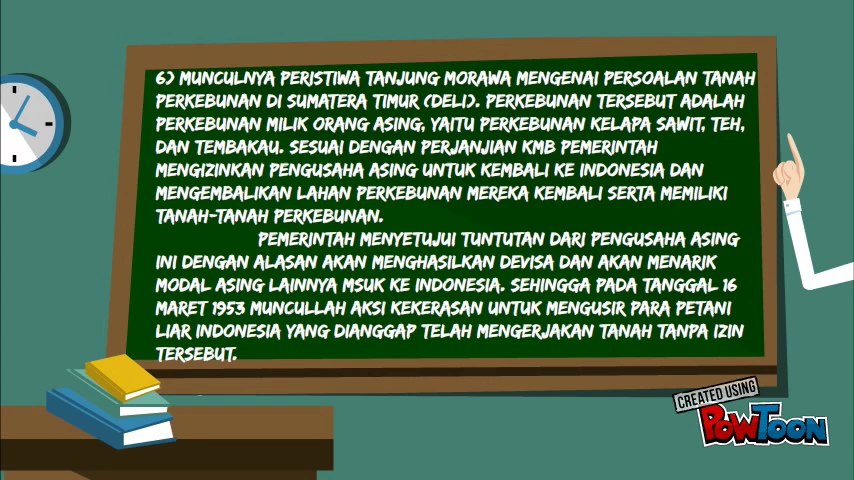 6) MUNCULNYA PERISTIWA TANJUNG MORAWA MENGENAI PERSOALAN TANAH
PERKEBUNAN DI SUMATERA TIMUR (DELI). PERKEBUNAN TERSEBUT ADALAH
PERKEBUNAN MILIK ORANG ASING, YAITU PERKEBUNAN KELAPA SAWIT, TEH,
DAN TEMBAKAU. SESUAI DENGAN PERJANJIAN KMB PEMERINTAH
MENGIZINKAN PENGUSAHA ASING UNTUK KEMBALI KE INDONESIA DAN
MENGEMBALIKAN LAHAN PERKEBUNAN MEREKA KEMBALI SERTA MEMILIKI
TANAH-TANAH PERKEBUNAN.
PEMERINTAH MENYETUJUI TUNTUTAN DARI PENGUSAHA ASING
INI DENGAN ALASAN AKAN MENGHASILKAN DEVISA DAN AKAN MENARIK
MODAL ASING LAINNYA MSUK KE INDONESIA. SEHINGGA PADA TANGGAL 16
MARET 1953 MUNCULLAH AKSI KEKERASAN UNTUK MENGUSIR PARA PETANI
LIAR INDONESIA YANG DIANGGAP TELAH MENGERJAKAN TANAH TANPA IZIN
TERSEBUT.
CREATED USING
POWTOON